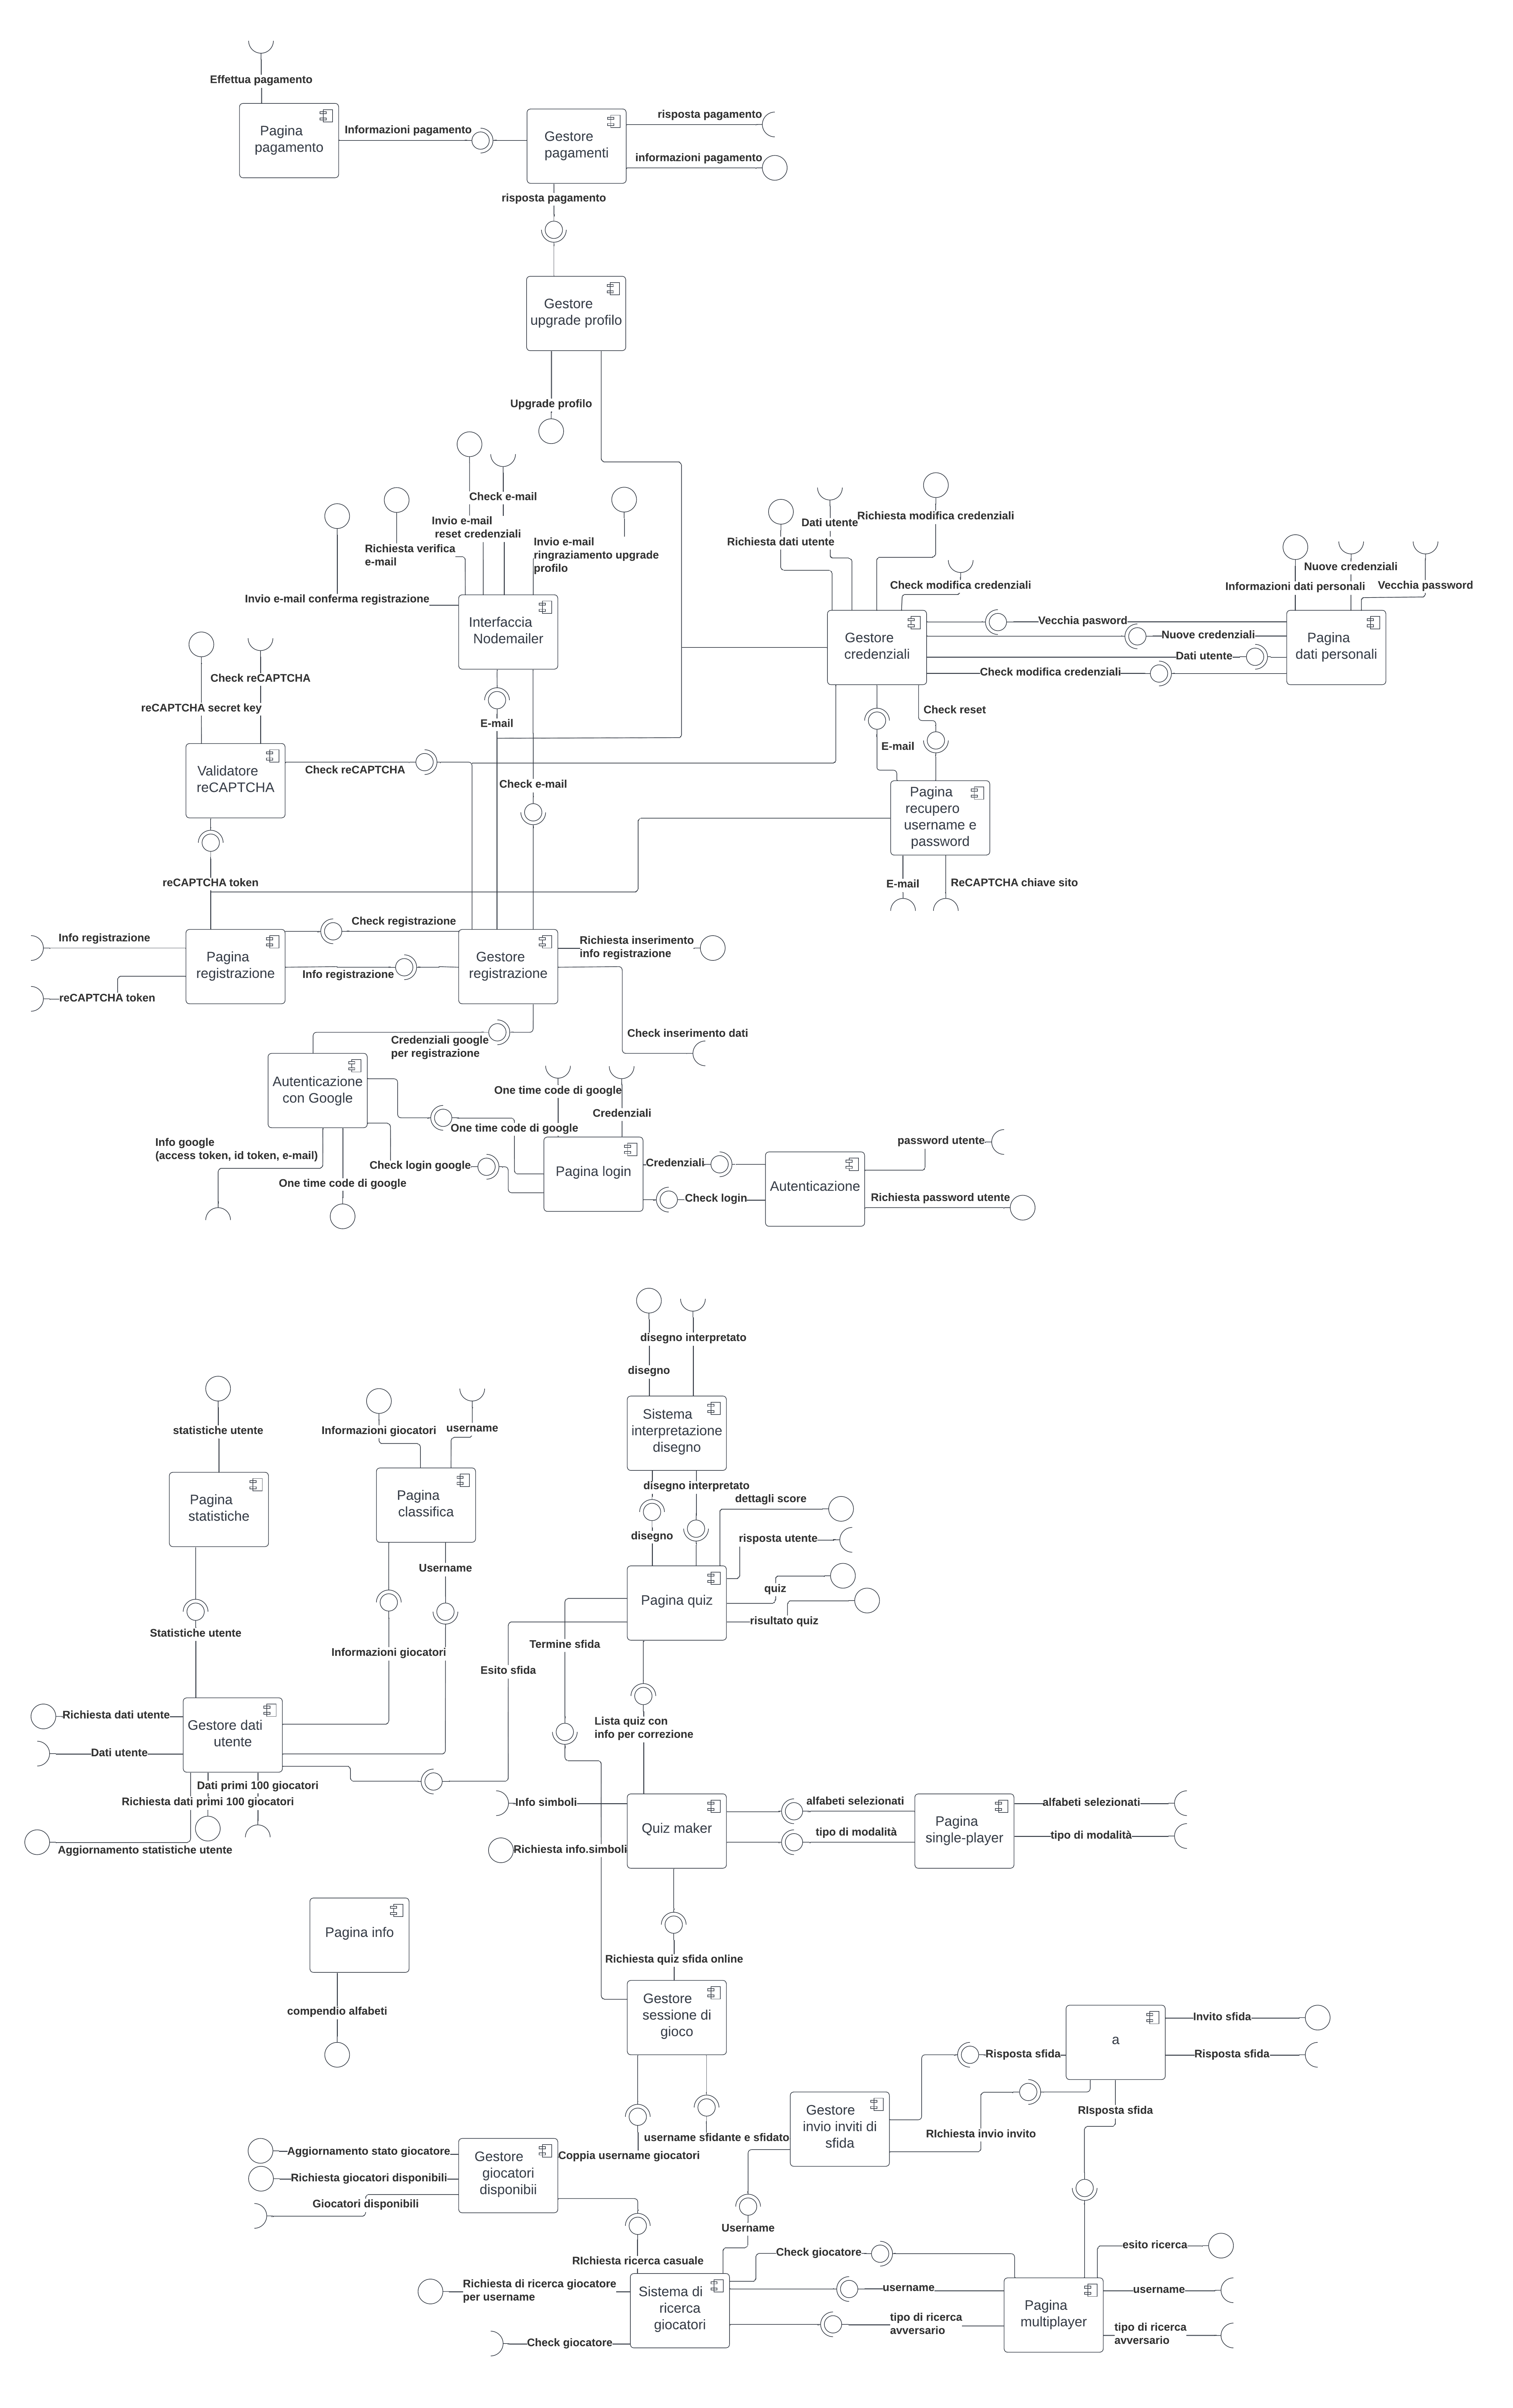 Effettua pagamento
Pagina
pagamento
Informazioni pagamento
Gestore
pagamenti
risposta pagamento
informazioni pagamento
risposta pagamento
Gestore
upgrade profilo
Upgrade profilo
Check e-mail
Invio e-mail
reset credenziali
Richiesta verifica
e-mail
Invio e-mail
ringraziamento upgrade
profilo
Invio e-mail conferma registrazione
Interfaccia
Nodemailer
Dati utente
Richiesta modifica credenziali
Richiesta dati utente
Check modifica credenziali
Nuove credenziali
Informazioni dati personali
Vecchia password
Gestore
credenziali
Vecchia pasword
Nuove credenziali
Dati utente
Check modifica credenziali
Pagina
dati personali
Check reCAPTCHA
reCAPTCHA secret key
E-mail
Check reset
E-mail
Validatore
reCAPTCHA
Check reCAPTCHA
Check e-mail
Pagina
recupero
username e
password
reCAPTCHA token
E-mail
ReCAPTCHA chiave sito
Info registrazione
Check registrazione
Richiesta inserimento
info registrazione
Pagina
registrazione
Info registrazione
Gestore
registrazione
reCAPTCHA token
Credenziali google
per registrazione
Check inserimento dati
Autenticazione
con Google
One time code di google
Credenziali
One time code di google
Info google
(access token, id token, e-mail)
Check login google
One time code di google
Pagina login
Credenziali
Check login
Autenticazione
password utente
Richiesta password utente
disegno interpretato
disegno
statistiche utente
Informazioni giocatori
username
Sistema
interpretazione
disegno
Pagina
statistiche
Pagina
classifica
disegno interpretato
dettagli score
disegno
risposta utente
Username
quiz
Pagina quiz
risultato quiz
Statistiche utente
Informazioni giocatori
Termine sfida
Esito sfida
Richiesta dati utente
Gestore dati
utente
Dati utente
Lista quiz con
info per correzione
Dati primi 100 giocatori
Richiesta dati primi 100 giocatori
Aggiornamento statistiche utente
Info simboli
Richiesta info.simboli
Quiz maker
alfabeti selezionati
tipo di modalità
Pagina
single-player
alfabeti selezionati
tipo di modalità
Pagina info
compendio alfabeti
Richiesta quiz sfida online
Gestore
sessione di
gioco
a
Invito sfida
Risposta sfida
Risposta sfida
RIsposta sfida
Gestore
invio inviti di
sfida
RIchiesta invio invito
username sfidante e sfidato
Coppia username giocatori
Aggiornamento stato giocatore
Richiesta giocatori disponibili
Giocatori disponibili
Gestore
giocatori
disponibii
Username
RIchiesta ricerca casuale
Check giocatore
esito ricerca
Richiesta di ricerca giocatore
per username
Sistema di
ricerca
giocatori
username
tipo di ricerca
avversario
Pagina
multiplayer
username
tipo di ricerca
avversario
Check giocatore